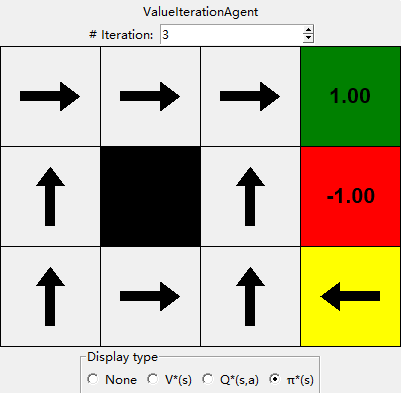 ValueIterationAgent
# Iteration: 3
1.00
-1.00
Display type
None V*(s) Q*(s,a) π*(s)